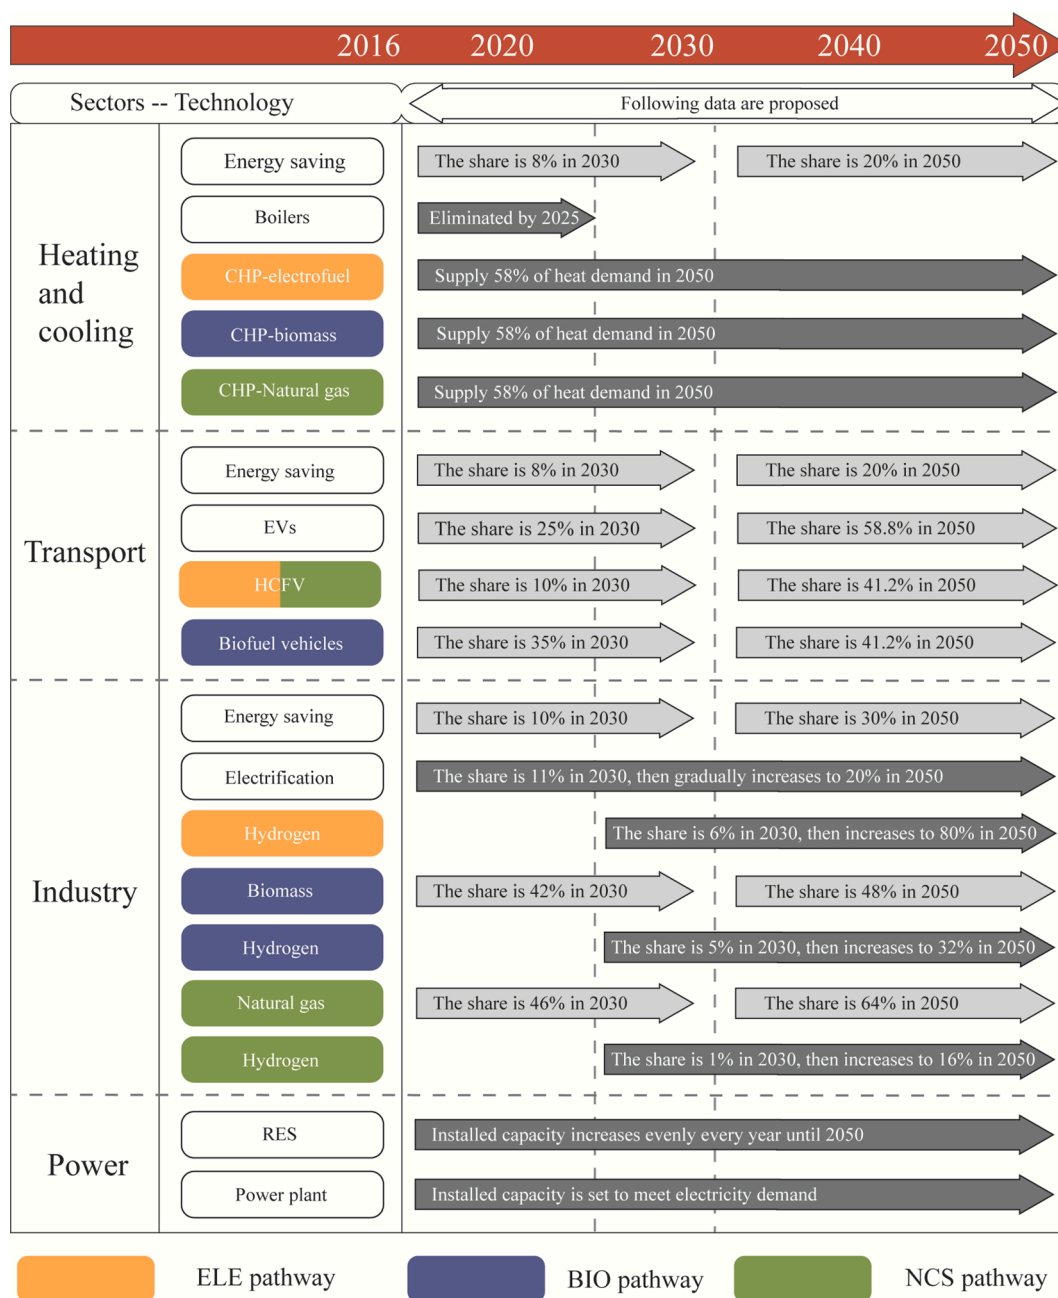 2016 2020 2030 2040 2050
Sectors -- Technology
Following data are proposed
Heating
and
cooling
Energy saving
The share is 8% in 2030
The share is 20% in 2050
Boilers
Eliminated by 2025
CHP-electrofuel
Supply 58% of heat demand in 2050
CHP-biomass
Supply 58% of heat demand in 2050
CHP-Natural gas
Supply 58% of heat demand in 2050
Transport
Energy saving
The share is 8% in 2030
The share is 20% in 2050
EVs
The share is 25% in 2030
The share is 58.8% in 2050
HCFV
The share is 10% in 2030
The share is 41.2% in 2050
Biofuel vehicles
The share is 35% in 2030
The share is 41.2% in 2050
Industry
Energy saving
The share is 10% in 2030
The share is 30% in 2050
Electrification
The share is 11% in 2030, then gradually increases to 20% in 2050
Hydrogen
The share is 6% in 2030, then increases to 80% in 2050
Biomass
The share is 42% in 2030
The share is 48% in 2050
Hydrogen
The share is 5% in 2030, then increases to 32% in 2050
Natural gas
The share is 46% in 2030
The share is 64% in 2050
Hydrogen
The share is 1% in 2030, then increases to 16% in 2050
Power
RES
Installed capacity increases evenly every year until 2050
Power plant
Installed capacity is set to meet electricity demand
ELE pathway
BIO pathway
NCS pathway